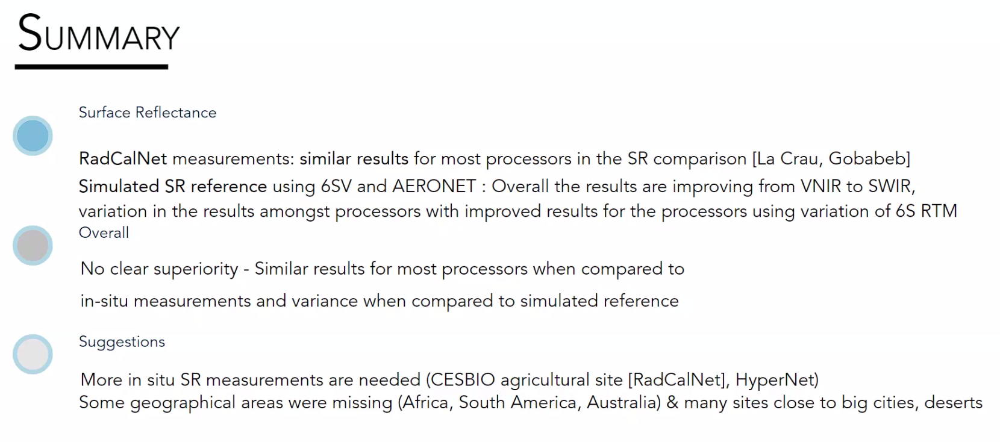 SUMMARY
Surface Reflectance
RadCalNet measurements: similar results for most processors in the SR comparison [La Crau, Gobabeb]
Simulated SR reference using 6SV and AERONET : Overall the results are improving from VNIR to SWIR,
variation in the results amongst processors with improved results for the processors using variation of 6S RTM
Overall
No clear superiority - Similar results for most processors when compared to
in-situ measurements and variance when compared to simulated reference
Suggestions
More in situ SR measurements are needed (CESBIO agricultural site [RadCalNet], HyperNet)
Some geographical areas were missing (Africa, South America, Australia) & many sites close to big cities, deserts